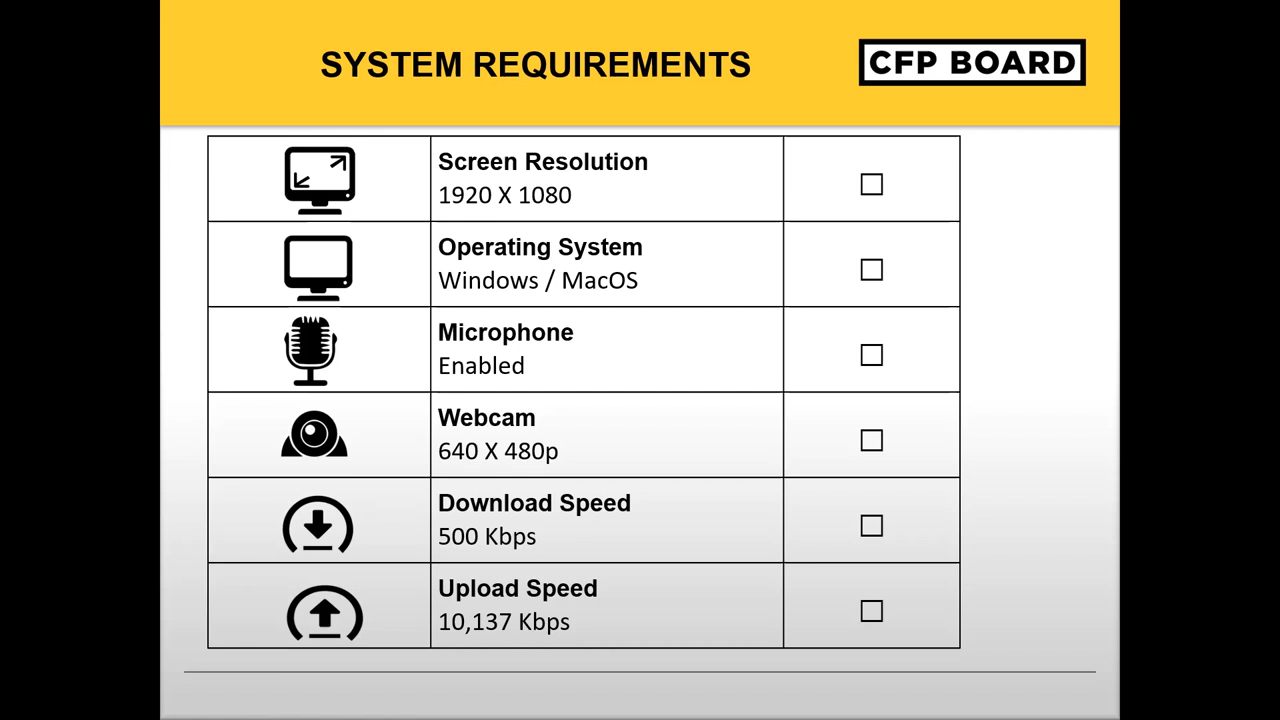 SYSTEM REQUIREMENTS
CFP BOARD
Screen Resolution
1920 X 1080
Operating System
Windows / MacOS
Microphone
Enabled
Webcam
640 X 480p
Download Speed
500 Kbps
Upload Speed
10,137 Kbps